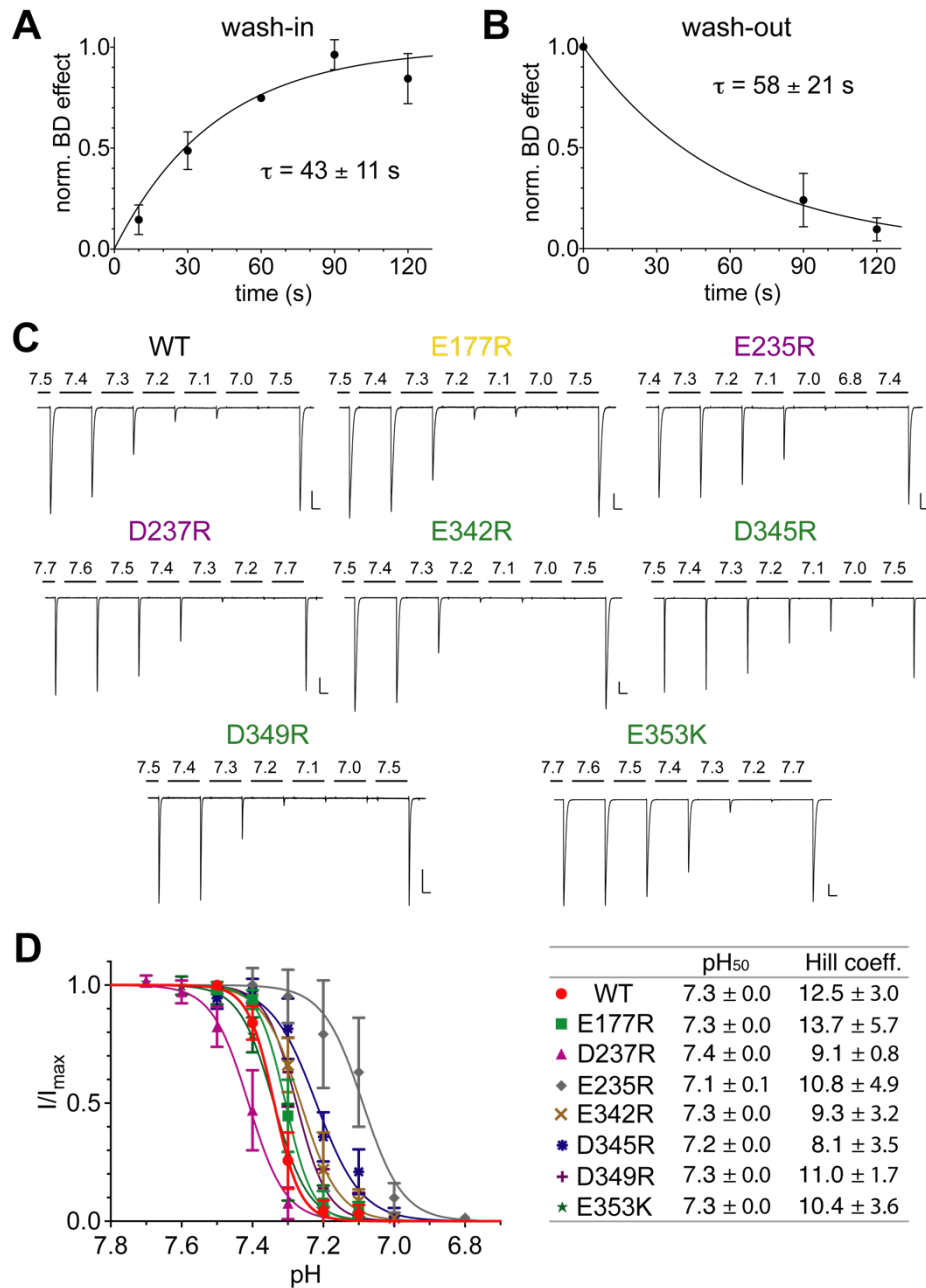 A
wash-in
norm. BD effect
1.0
0.5
0.0
τ = 43 ± 11 s
0 30 60 90 120
time (s)
B
wash-out
norm. BD effect
1.0
0.5
0.0
τ = 58 ± 21 s
0 30 60 90 120
time (s)
C
WT
7.5 7.4 7.3 7.2 7.1 7.0 7.5
E177R
7.5 7.4 7.3 7.2 7.1 7.0 7.5
E235R
7.4 7.3 7.2 7.1 7.0 6.8 7.4
D237R
7.7 7.6 7.5 7.4 7.3 7.2 7.7
E342R
7.5 7.4 7.3 7.2 7.1 7.0 7.5
D345R
7.5 7.4 7.3 7.2 7.1 7.0 7.5
D349R
7.5 7.4 7.3 7.2 7.1 7.0 7.5
E353K
7.7 7.6 7.5 7.4 7.3 7.2 7.7
D
I/Imax
1.0
0.5
0.0
7.8 7.6 7.4 7.2 7.0 6.8
pH
pH50 Hill coeff.
WT 7.3 ± 0.0 12.5 ± 3.0
E177R 7.3 ± 0.0 13.7 ± 5.7
D237R 7.4 ± 0.0 9.1 ± 0.8
E235R 7.1 ± 0.1 10.8 ± 4.9
E342R 7.3 ± 0.0 9.3 ± 3.2
D345R 7.2 ± 0.0 8.1 ± 3.5
D349R 7.3 ± 0.0 11.0 ± 1.7
E353K 7.3 ± 0.0 10.4 ± 3.6